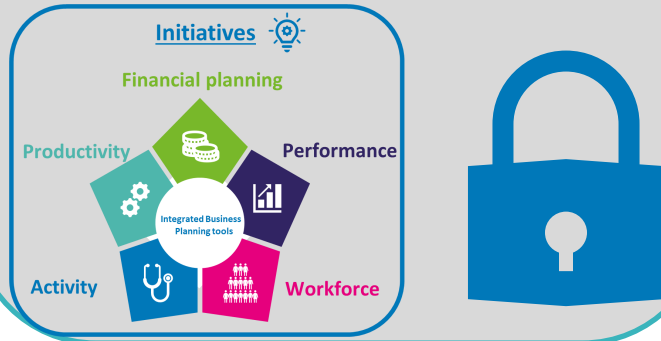 Initiatives
Financial planning
Productivity
Performance
Integrated Business
Planning tools
Activity
Workforce